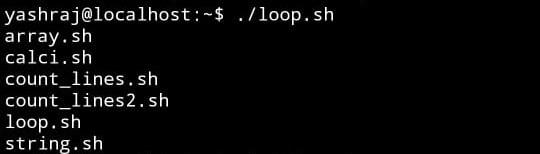 yashraj@localhost:~$ ./loop.sh
array.sh
calci.sh
count_lines.sh
count_lines2.sh
loop.sh
string.sh